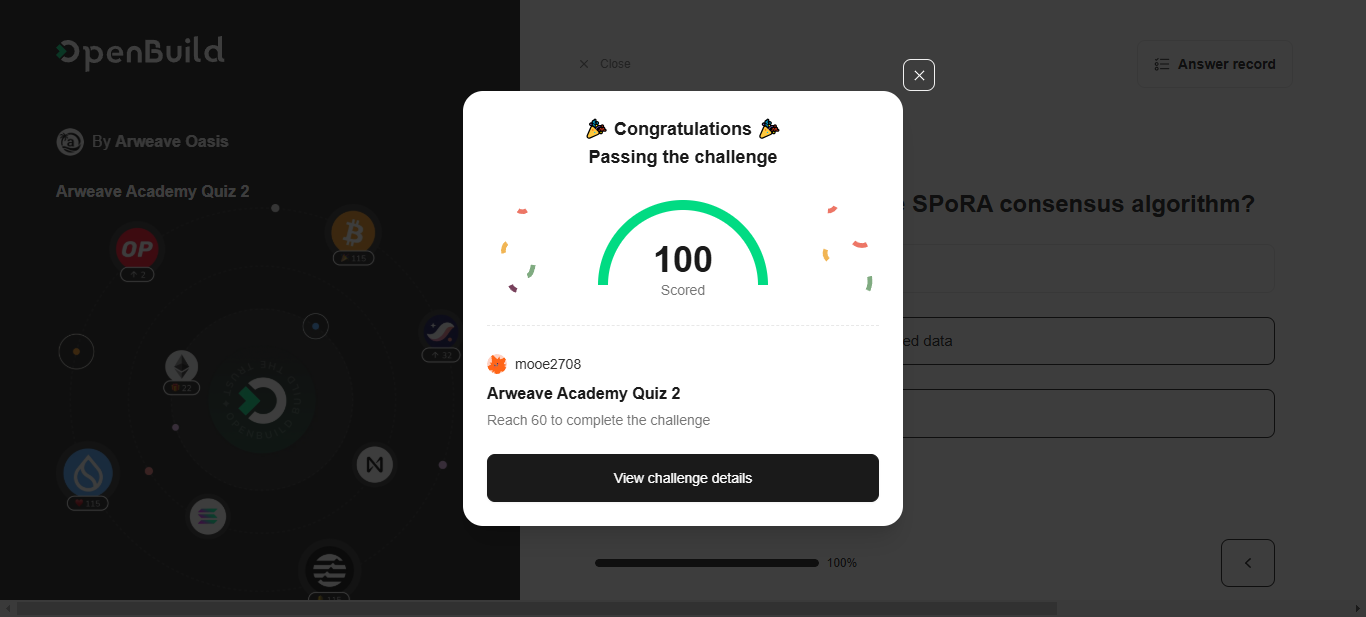 OpenBuild
By Arweave Oasis
Arweave Academy Quiz 2
OP
2
115
32
22
115
Close
Answer record
SPoRA consensus algorithm?
ed data
100%
Congratulations
Passing the challenge
100
Scored
mooe2708
Arweave Academy Quiz 2
Reach 60 to complete the challenge
View challenge details